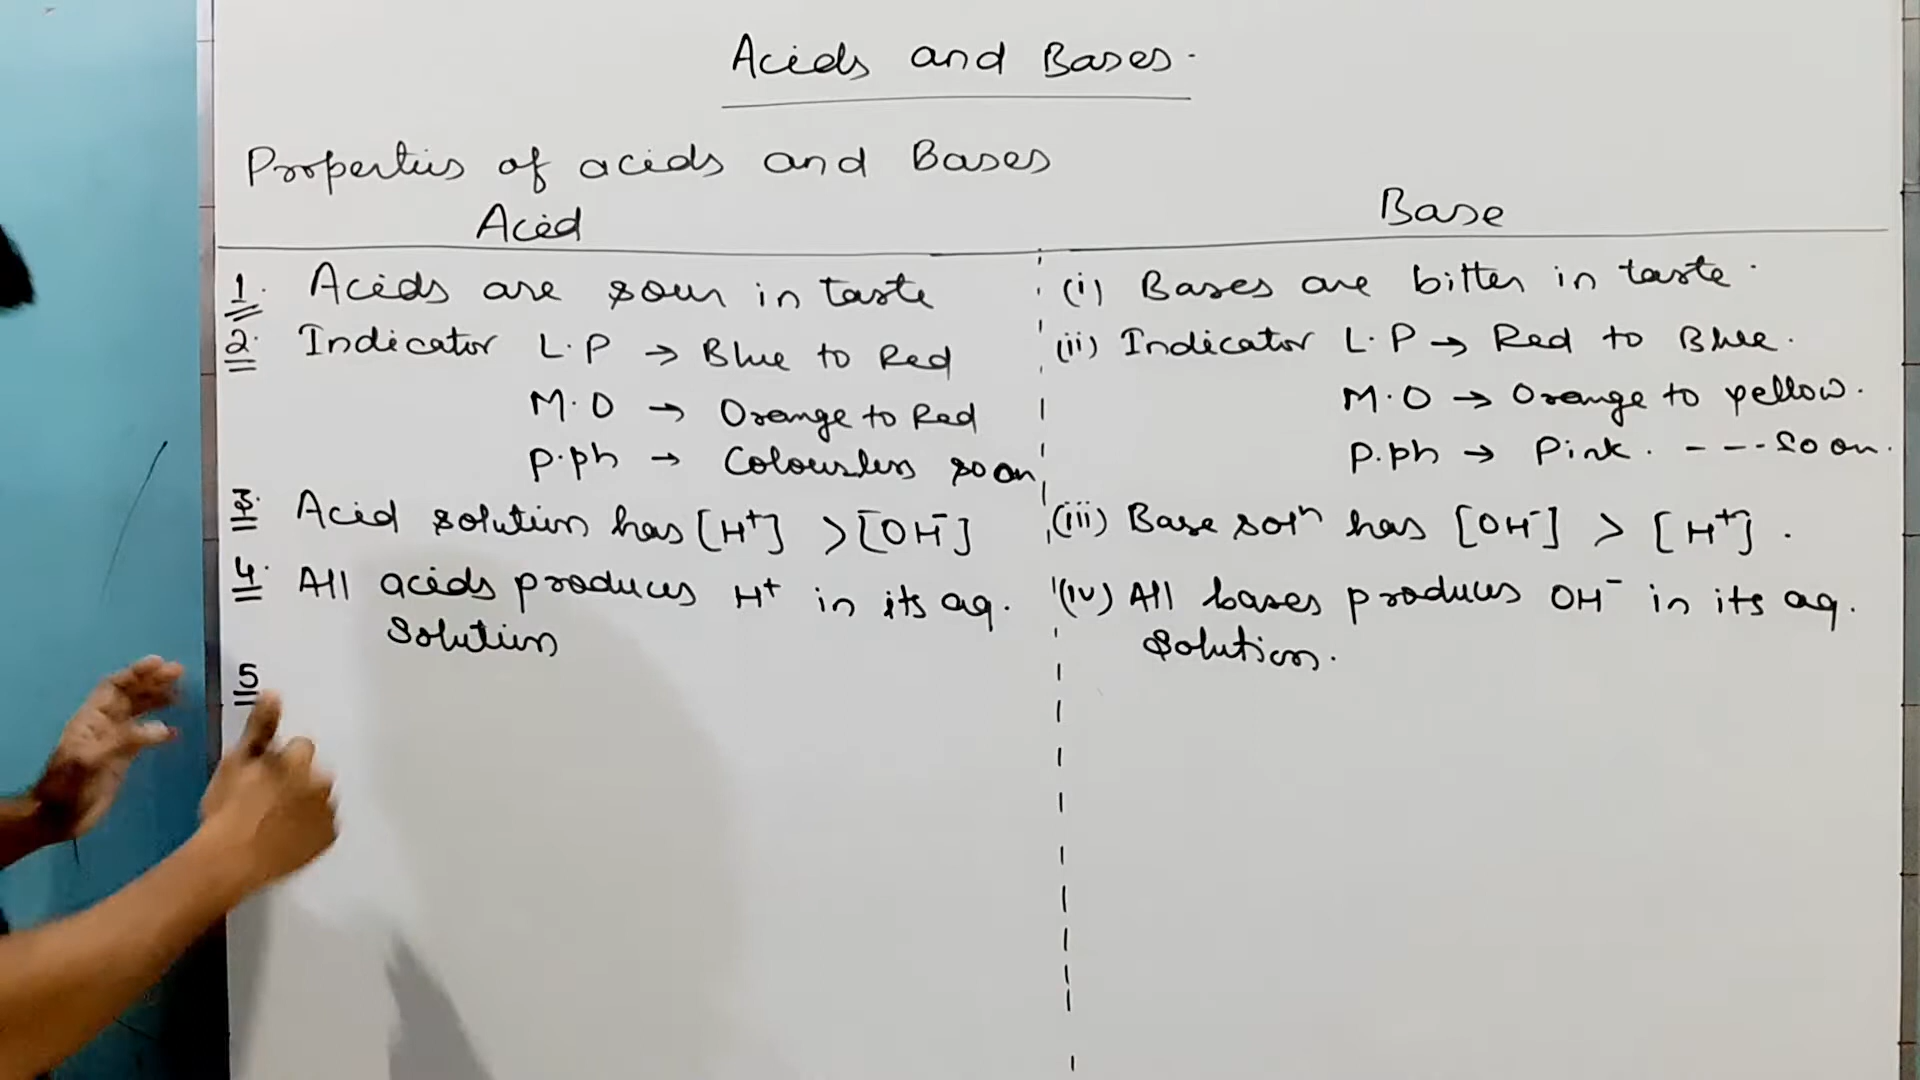 Acids and Bases.
Properties of acids and Bases
Acid
Base
1. Acids are sour in taste
2. Indicator L.P → Blue to Red
M.O → Orange to Red
P.ph → Colourless so on
3. Acid solution has [H⁺] > [OH⁻]
4. All acids produces H⁺ in its aq.
Solution
5
(i) Bases are bitter in taste.
(ii) Indicator L.P → Red to Blue.
M.O → Orange to yellow.
P.ph → Pink. --- so on.
(iii) Base solⁿ has [OH⁻] > [H⁺].
(iv) All bases produces OH⁻ in its aq.
Solution.